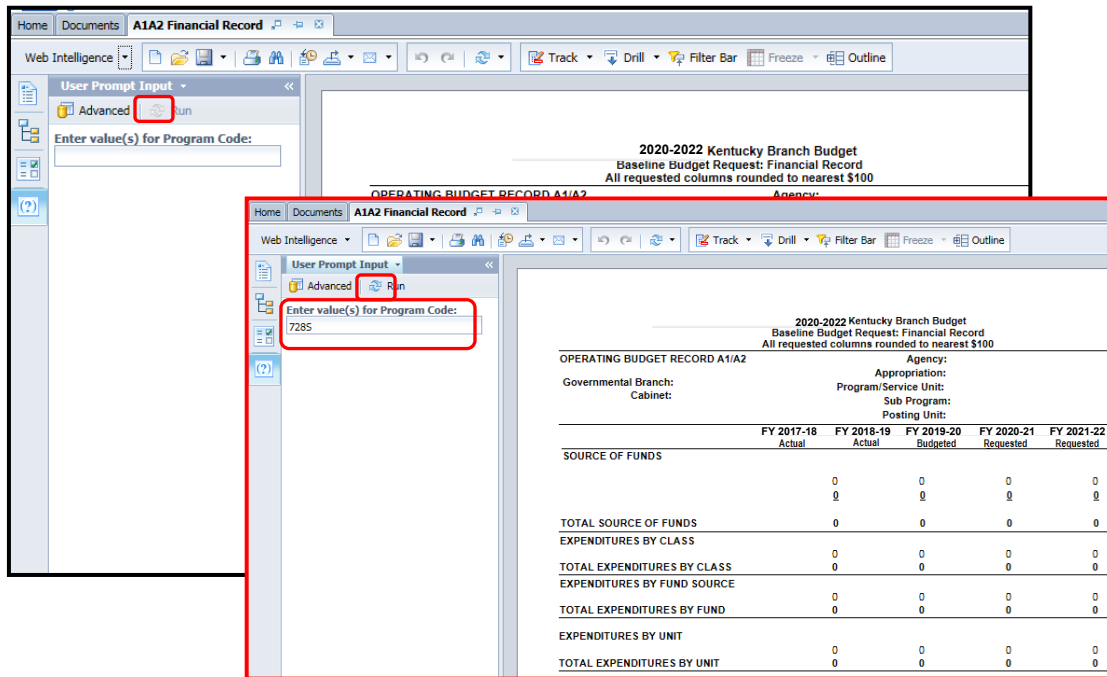 Home Documents A1A2 Financial Record
Web Intelligence Track Drill Filter Bar Freeze Outline
User Prompt Input «
Advanced Run
Enter value(s) for Program Code:
2020-2022 Kentucky Branch Budget
Baseline Budget Request: Financial Record
All requested columns rounded to nearest $100
OPERATING BUDGET RECORD A1/A2 Agency:
(?)
Home Documents A1A2 Financial Record
Web Intelligence Track Drill Filter Bar Freeze Outline
User Prompt Input «
Advanced Run
Enter value(s) for Program Code:
728S
(?)
2020-2022 Kentucky Branch Budget
Baseline Budget Request: Financial Record
All requested columns rounded to nearest $100
OPERATING BUDGET RECORD A1/A2 Agency:
Appropriation:
Governmental Branch: Program/Service Unit:
Cabinet: Sub Program:
Posting Unit:
FY 2017-18 FY 2018-19 FY 2019-20 FY 2020-21 FY 2021-22
Actual Actual Budgeted Requested Requested
SOURCE OF FUNDS
0 0 0 0
0 0 0 0
TOTAL SOURCE OF FUNDS 0 0 0 0
EXPENDITURES BY CLASS
0 0 0 0
TOTAL EXPENDITURES BY CLASS 0 0 0 0
EXPENDITURES BY FUND SOURCE
0 0 0 0
TOTAL EXPENDITURES BY FUND 0 0 0 0
EXPENDITURES BY UNIT
0 0 0 0
TOTAL EXPENDITURES BY UNIT 0 0 0 0